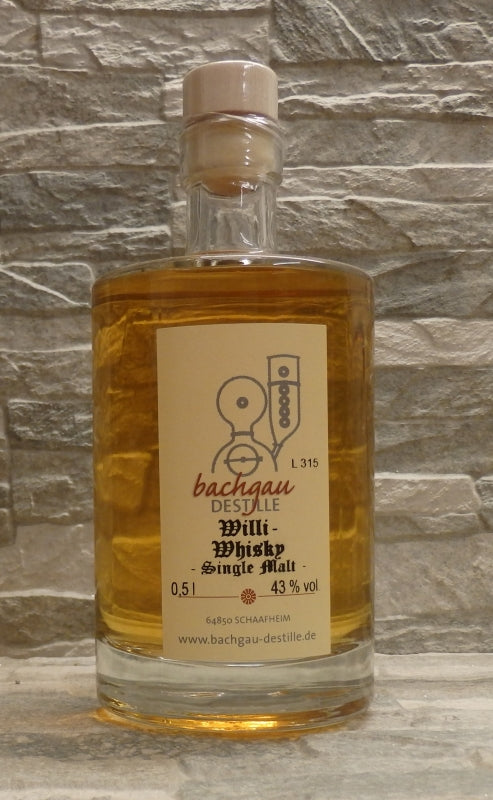 L 315
bachgau
DESTILLE
Willi-
Whisky
- Single Malt -
0,5 l 43 % vol
64850 SCHAAFHEIM
www.bachgau-destille.de